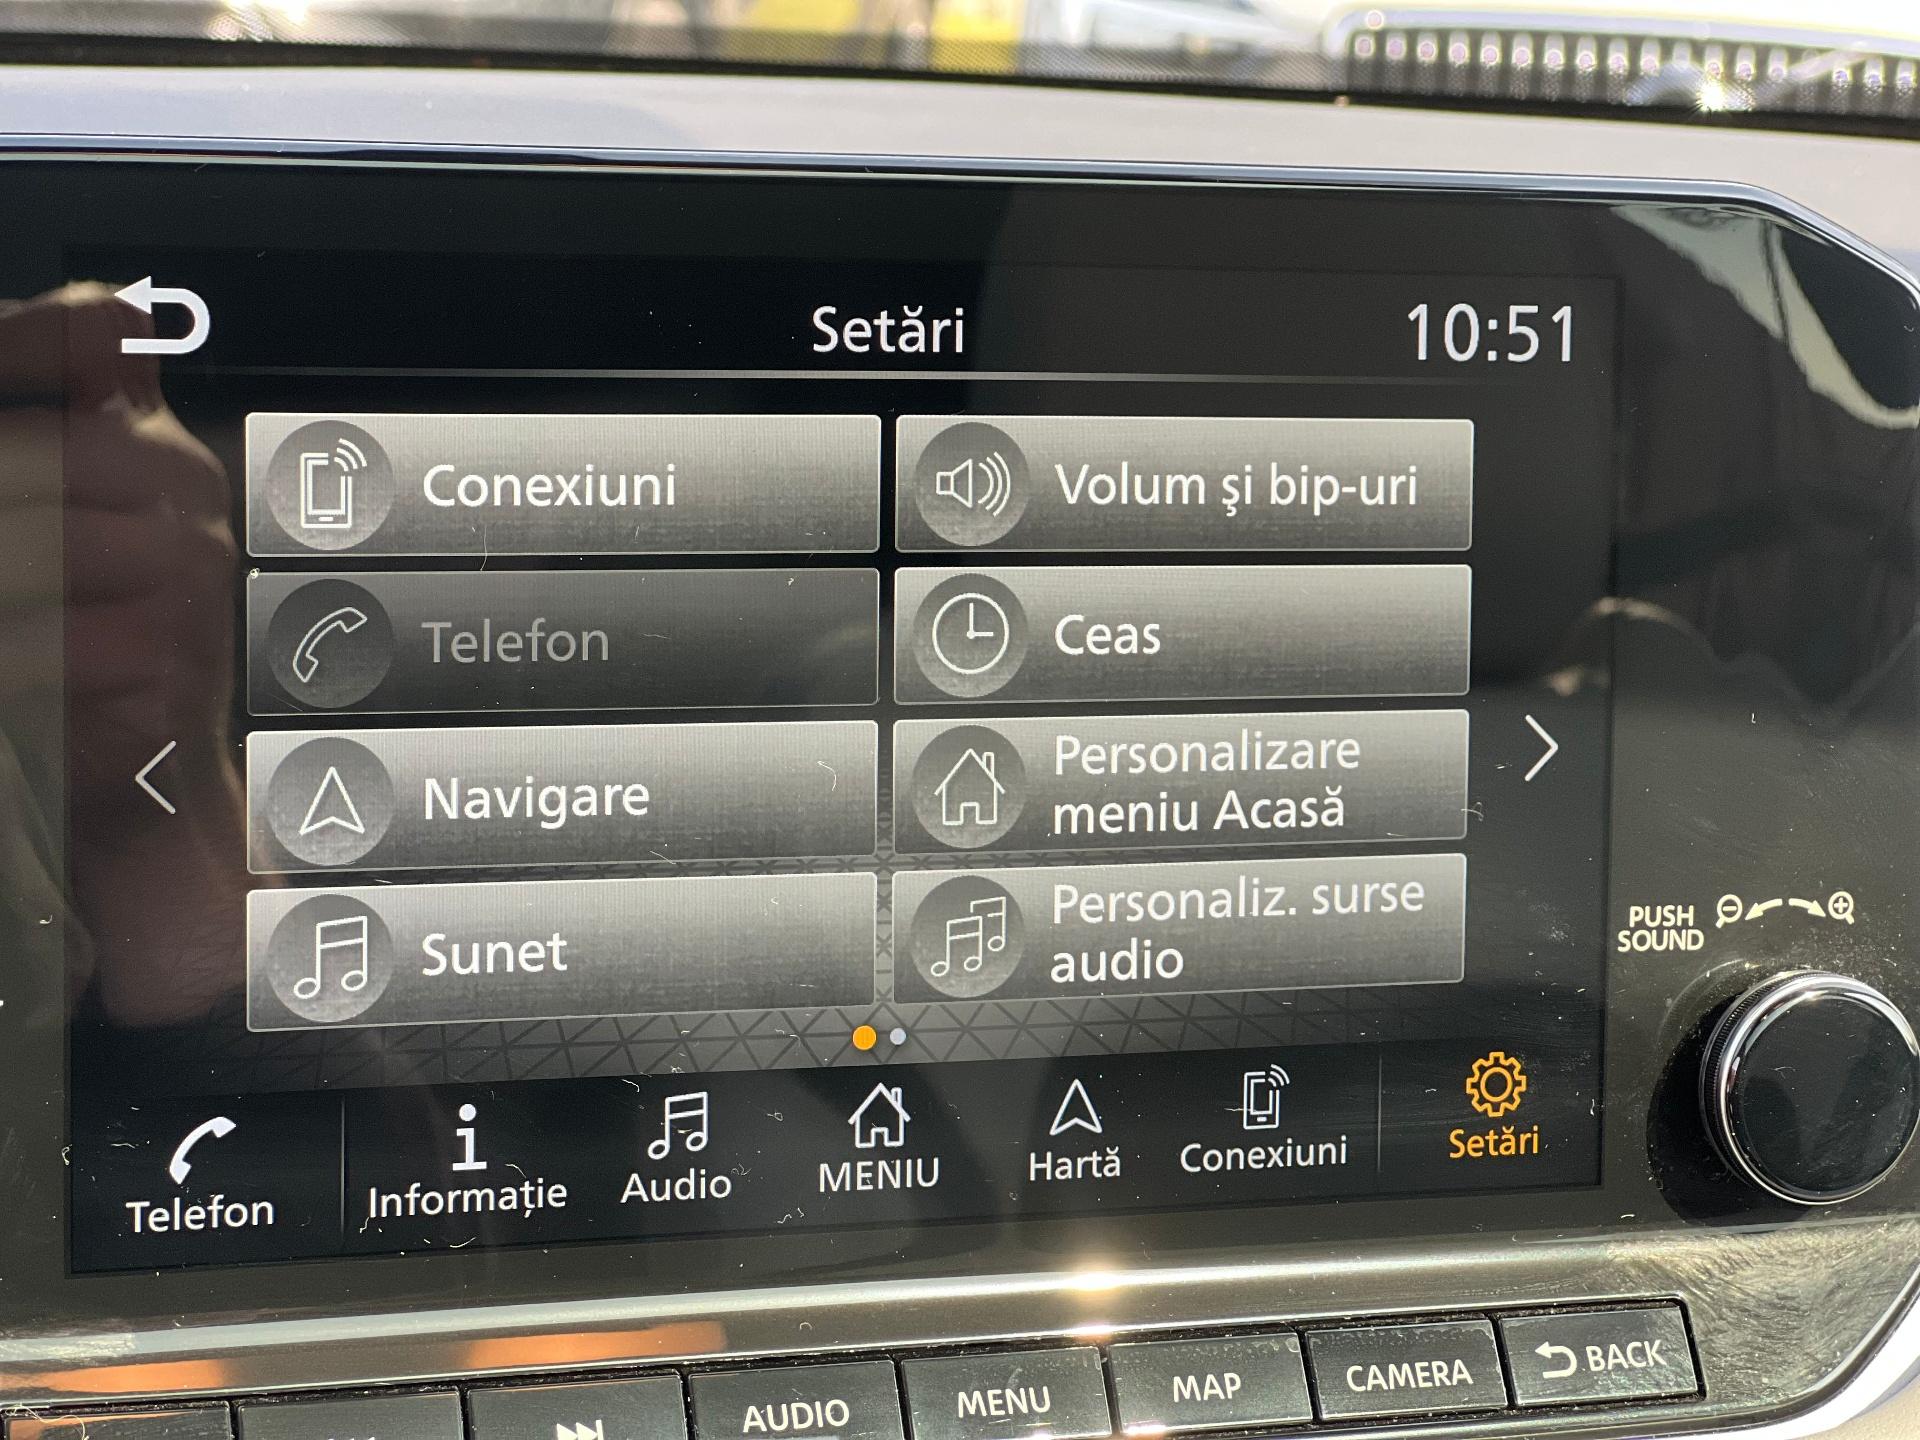 Setări
10:51
Conexiuni
Volum şi bip-uri
Telefon
Ceas
Navigare
Personalizare
meniu Acasă
Sunet
Personaliz. surse
audio
PUSH
SOUND
Telefon
Informație
Audio
MENIU
Hartă
Conexiuni
Setări
AUDIO
MENU
MAP
CAMERA
BACK